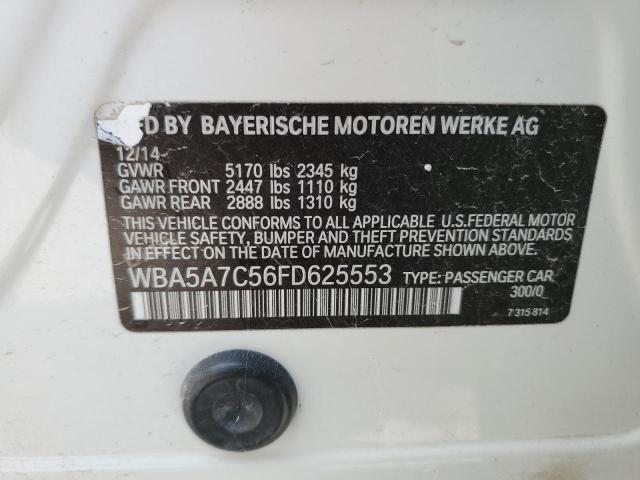 BY BAYERISCHE MOTOREN WERKE AG
12/14
GVWR 5170 lbs 2345 kg
GAWR FRONT 2447 lbs 1110 kg
GAWR REAR 2888 lbs 1310 kg
THIS VEHICLE CONFORMS TO ALL APPLICABLE U.S.FEDERAL MOTOR
VEHICLE SAFETY, BUMPER AND THEFT PREVENTION STANDARDS
IN EFFECT ON THE DATE OF MANUFACTURE SHOWN ABOVE.
WBA5A7C56FD625553 TYPE: PASSENGER CAR
300/0
7 315 814